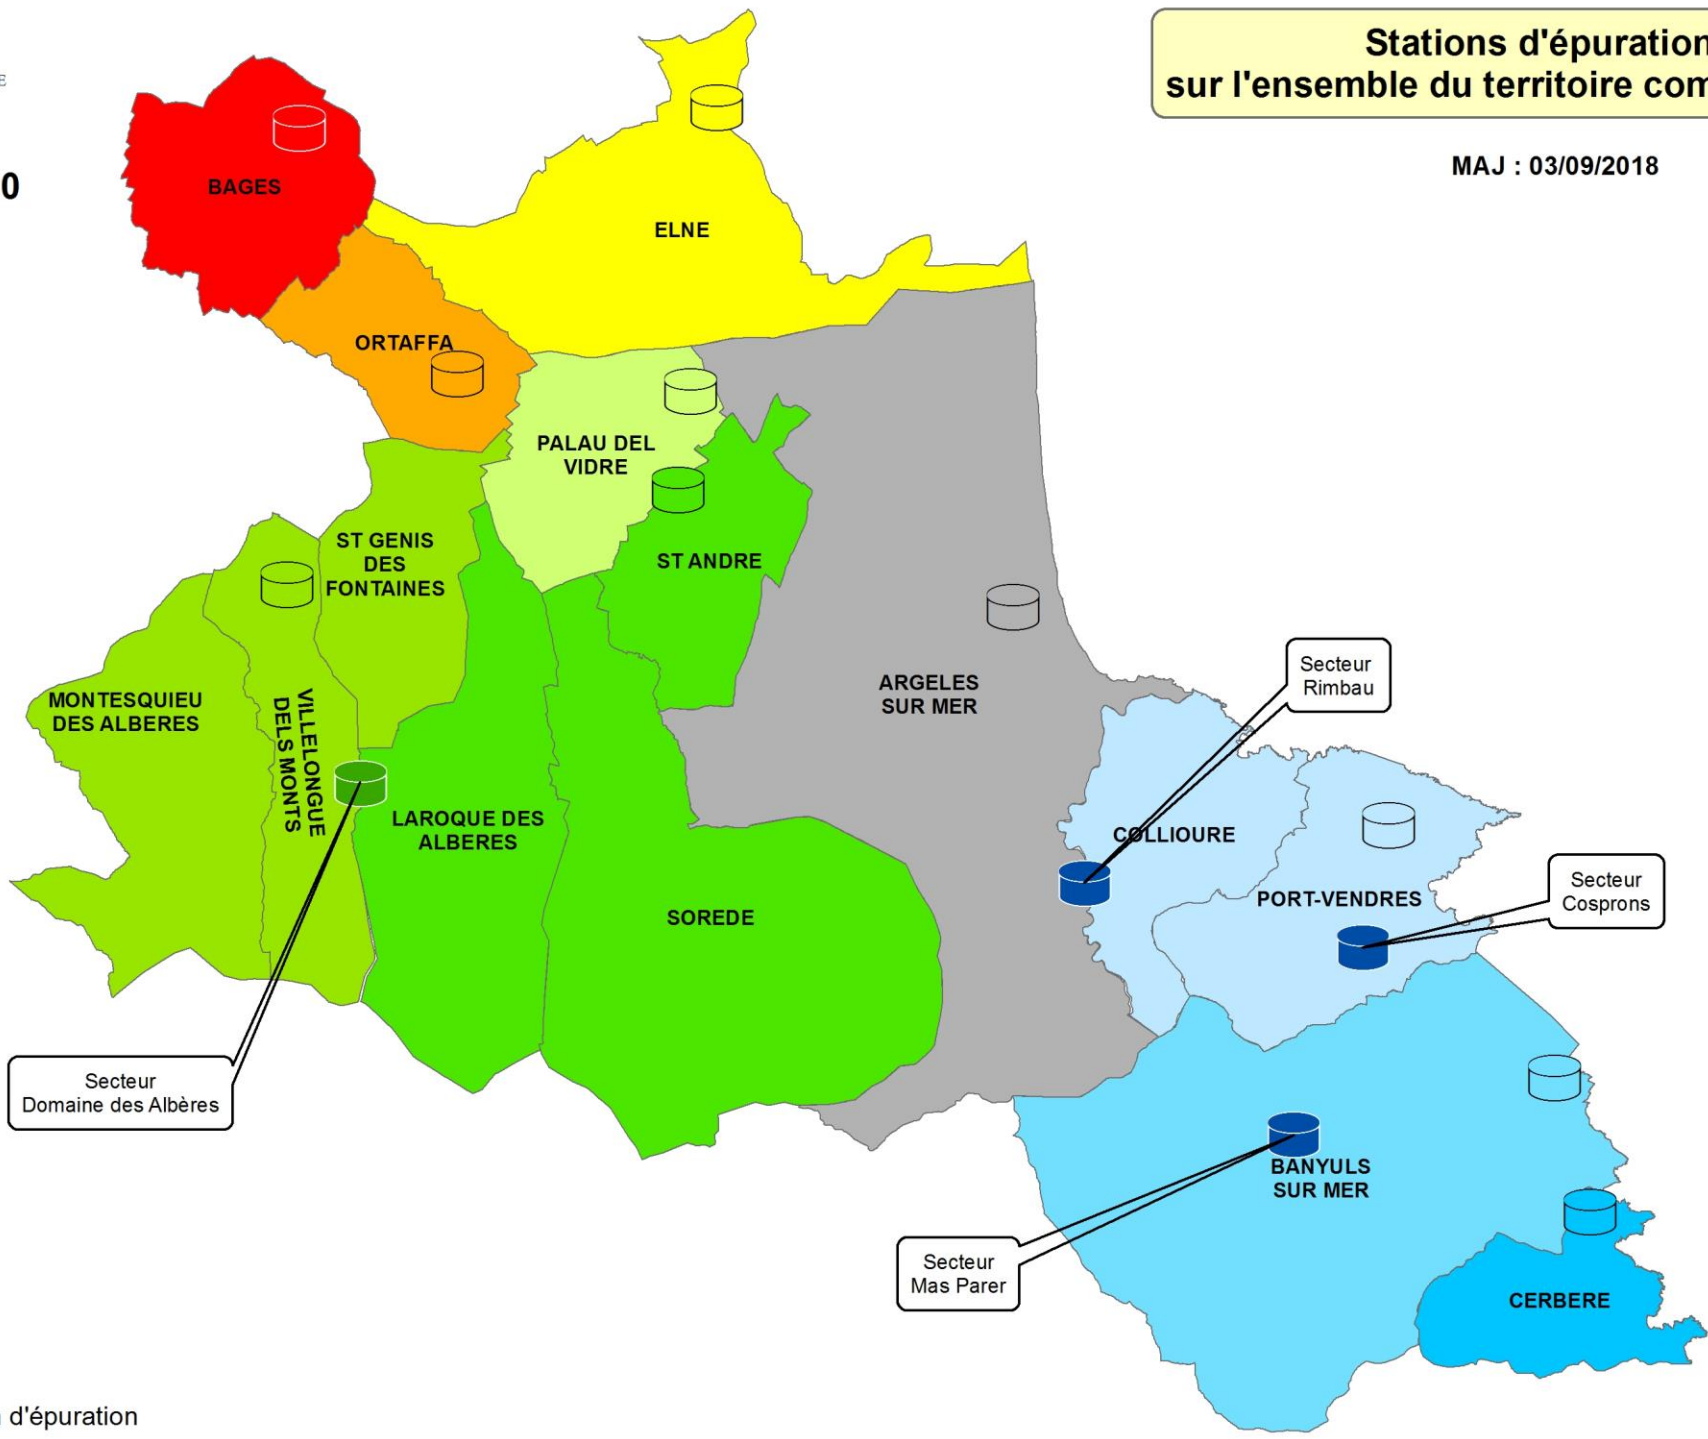 Stations d'épuration
sur l'ensemble du territoire com
E
MAJ : 03/09/2018
0
BAGES
ELNE
ORTAFFA
PALAU DEL
VIDRE
ST GENIS
DES
FONTAINES
ST ANDRE
MONTESQUIEU
DES ALBERES
VILLELONGUE
DELS MONTS
ARGELES
SUR MER
Secteur
Rimbau
LAROQUE DES
ALBERES
COLLIOURE
SOREDE
PORT-VENDRES
Secteur
Cosprons
Secteur
Domaine des Albères
BANYULS
SUR MER
Secteur
Mas Parer
CERBERE
d'épuration